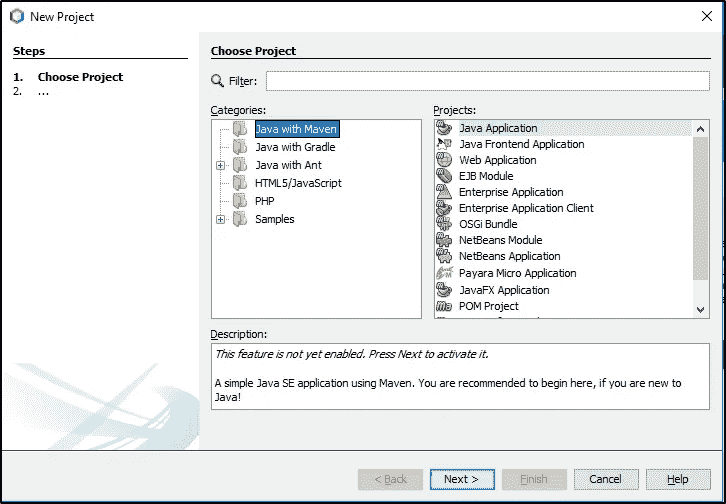 New Project
Steps
1. Choose Project
2. ...
Choose Project
Filter:
Categories:
Java with Maven
Java with Gradle
Java with Ant
HTML5/JavaScript
PHP
Samples
Projects:
Java Application
Java Frontend Application
Web Application
EJB Module
Enterprise Application
Enterprise Application Client
OSGi Bundle
NetBeans Module
NetBeans Application
Payara Micro Application
JavaFX Application
POM Project
Description:
This feature is not yet enabled. Press Next to activate it.
A simple Java SE application using Maven. You are recommended to begin here, if you are new to
Java!
< Back
Next >
Finish
Cancel
Help